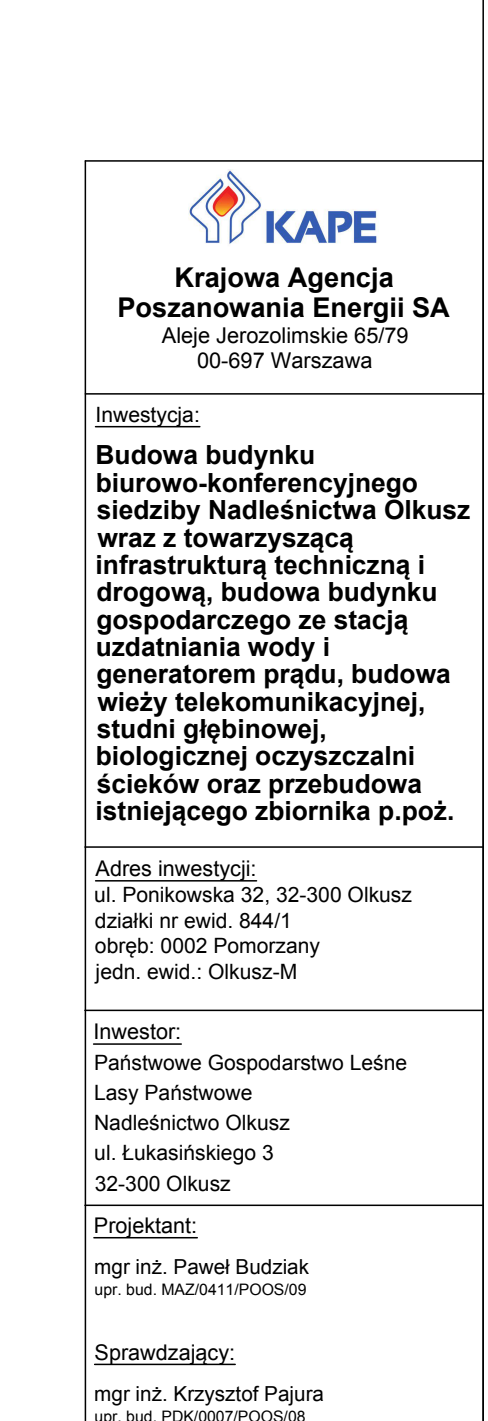 KAPE
Krajowa Agencja
Poszanowania Energii SA
Aleje Jerozolimskie 65/79
00-697 Warszawa
Inwestycja:
Budowa budynku
biurowo-konferencyjnego
siedziby Nadleśnictwa Olkusz
wraz z towarzyszącą
infrastrukturą techniczną i
drogową, budowa budynku
gospodarczego ze stacją
uzdatniania wody i
generatorem prądu, budowa
wieży telekomunikacyjnej,
studni głębinowej,
biologicznej oczyszczalni
ścieków oraz przebudowa
istniejącego zbiornika p.poż.
Adres inwestycji:
ul. Ponikowska 32, 32-300 Olkusz
działki nr ewid. 844/1
obręb: 0002 Pomorzany
jedn. ewid.: Olkusz-M
Inwestor:
Państwowe Gospodarstwo Leśne
Lasy Państwowe
Nadleśnictwo Olkusz
ul. Łukasińskiego 3
32-300 Olkusz
Projektant:
mgr inż. Paweł Budziak
upr. bud. MAZ/0411/POOS/09
Sprawdzający:
mgr inż. Krzysztof Pajura
upr. bud. PDK/0007/POOS/08